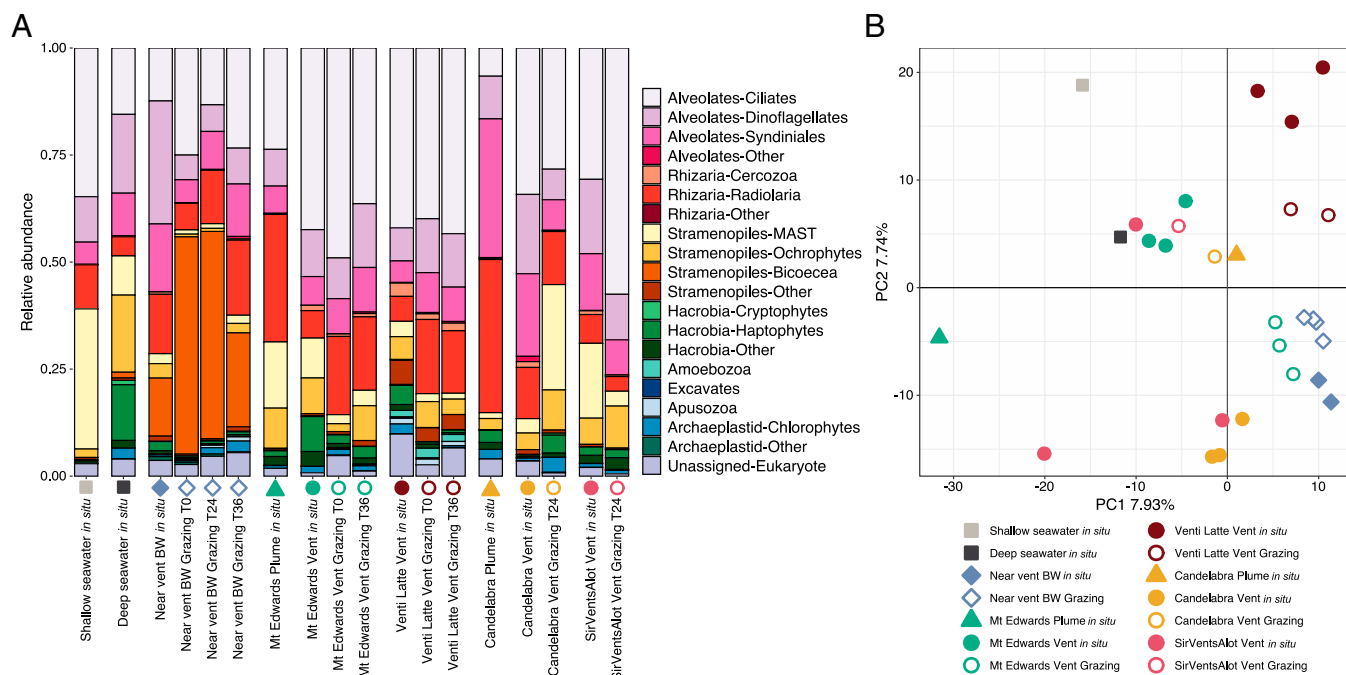 A
1.00
0.75
0.50
0.25
0.00
Relative abundance
Shallow seawater in situ
Deep seawater in situ
Near vent BW in situ
Near vent BW Grazing T0
Near vent BW Grazing T24
Near vent BW Grazing T36
Mt Edwards Plume in situ
Mt Edwards Vent in situ
Mt Edwards Vent Grazing T0
Mt Edwards Vent Grazing T36
Venti Latte Vent in situ
Venti Latte Vent Grazing T0
Venti Latte Vent Grazing T36
Candelabra Plume in situ
Candelabra Vent in situ
Candelabra Vent Grazing T24
SirVentsAlot Vent in situ
SirVentsAlot Vent Grazing T24
Alveolates-Ciliates
Alveolates-Dinoflagellates
Alveolates-Syndiniales
Alveolates-Other
Rhizaria-Cercozoa
Rhizaria-Radiolaria
Rhizaria-Other
Stramenopiles-MAST
Stramenopiles-Ochrophytes
Stramenopiles-Bicoecea
Stramenopiles-Other
Hacrobia-Cryptophytes
Hacrobia-Haptophytes
Hacrobia-Other
Amoebozoa
Excavates
Apusozoa
Archaeplastid-Chlorophytes
Archaeplastid-Other
Unassigned-Eukaryote
B
20
10
0
-10
PC2 7.74%
-30
-20
-10
0
10
PC1 7.93%
Shallow seawater in situ
Deep seawater in situ
Near vent BW in situ
Near vent BW Grazing
Mt Edwards Plume in situ
Mt Edwards Vent in situ
Mt Edwards Vent Grazing
Venti Latte Vent in situ
Venti Latte Vent Grazing
Candelabra Plume in situ
Candelabra Vent in situ
Candelabra Vent Grazing
SirVentsAlot Vent in situ
SirVentsAlot Vent Grazing